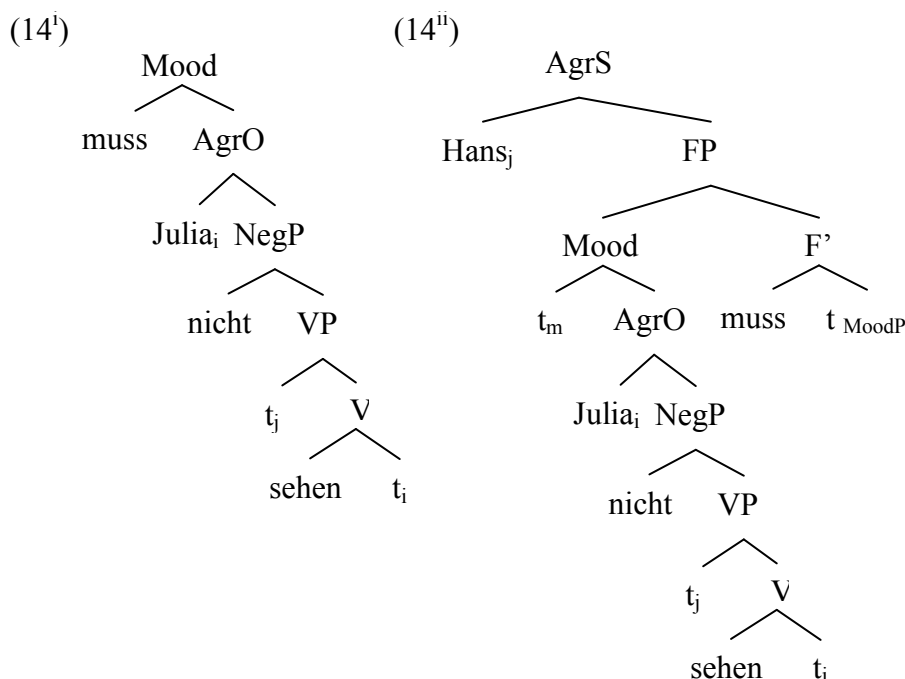 (14ⁱ) (14ⁱⁱ)
Mood AgrS
muss AgrO Hansⱼ FP
Juliaᵢ NegP Mood F’
nicht VP tₘ AgrO muss t MoodP
tⱼ V Juliaᵢ NegP
sehen tᵢ nicht VP
tⱼ V
sehen tᵢ